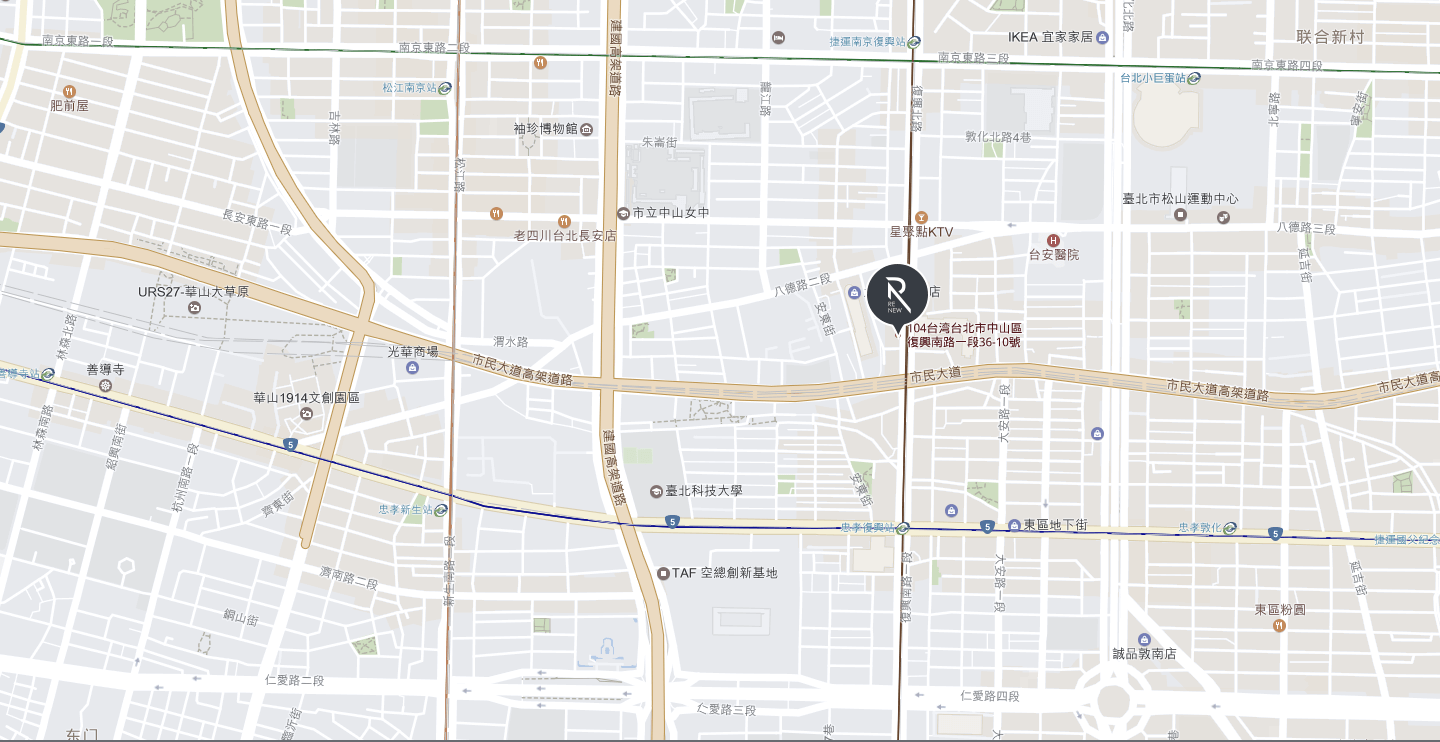 南京東路一段
南京東路二段
捷運南京復興站
IKEA 宜家家居
南京東路三段
联合新村
南京東路四段
台北小巨蛋站
松江南京站
肥前屋
建國高架道路
龍江路
復興北路
北寧路
寧安街
吉林路
袖珍博物館
朱崙街
敦化北路4巷
松江路
長安東路一段
老四川台北長安店
市立中山女中
星聚點KTV
台安醫院
臺北市松山運動中心
八德路三段
延吉街
URS27-華山大草原
八德路二段
安東街
店
RE
NEW
104台湾台北市中山區
復興南路一段36-10號
林森北路
渭水路
光華商場
市民大道高架道路
市民大道
市民大道高架道路
市民大道高
善導寺站
善導寺
華山1914文創園區
大安路一段
林森南路
紹興南街
杭州南路一段
齊東街
5
建國高架道路
臺北科技大學
安東街
忠孝新生站
5
忠孝復興站
5
東區地下街
忠孝敦化
5
捷運國父紀念
新生南路一段
濟南路二段
TAF 空總創新基地
復興南路一段
大安路一段
延吉街
銅山街
東區粉圓
誠品敦南店
仁愛路二段
仁愛路三段
仁愛路四段
臨沂街
东门